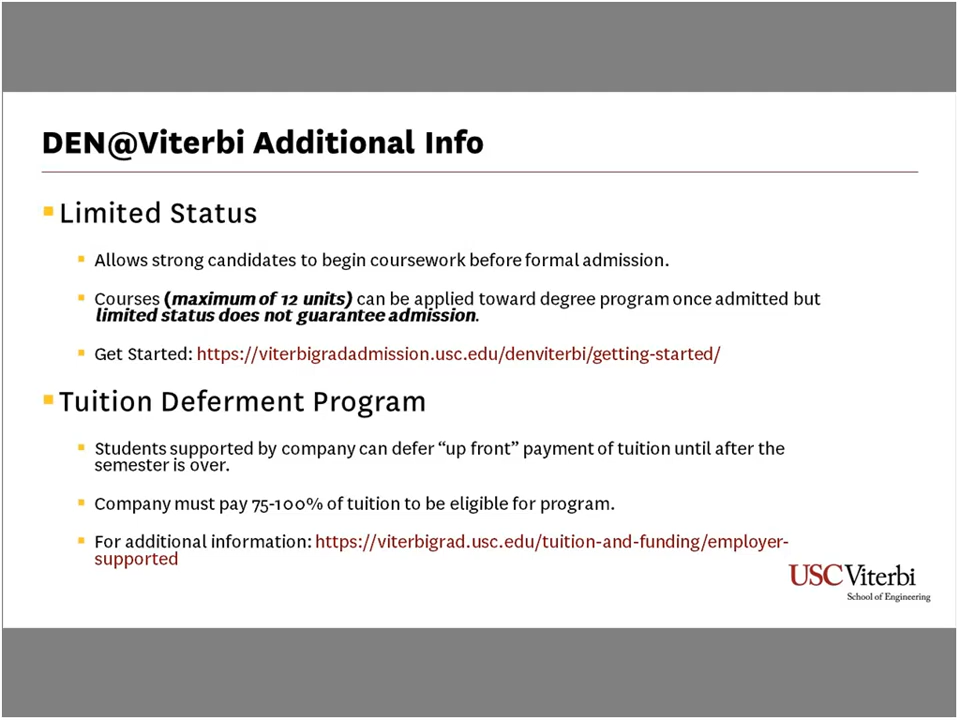 DEN@Viterbi Additional Info
Limited Status
Allows strong candidates to begin coursework before formal admission.
Courses (maximum of 12 units) can be applied toward degree program once admitted but
limited status does not guarantee admission.
Get Started: https://viterbigradadmission.usc.edu/denviterbi/getting-started/
Tuition Deferment Program
Students supported by company can defer “up front” payment of tuition until after the
semester is over.
Company must pay 75-100% of tuition to be eligible for program.
For additional information: https://viterbigrad.usc.edu/tuition-and-funding/employer-
supported
USC Viterbi
School of Engineering